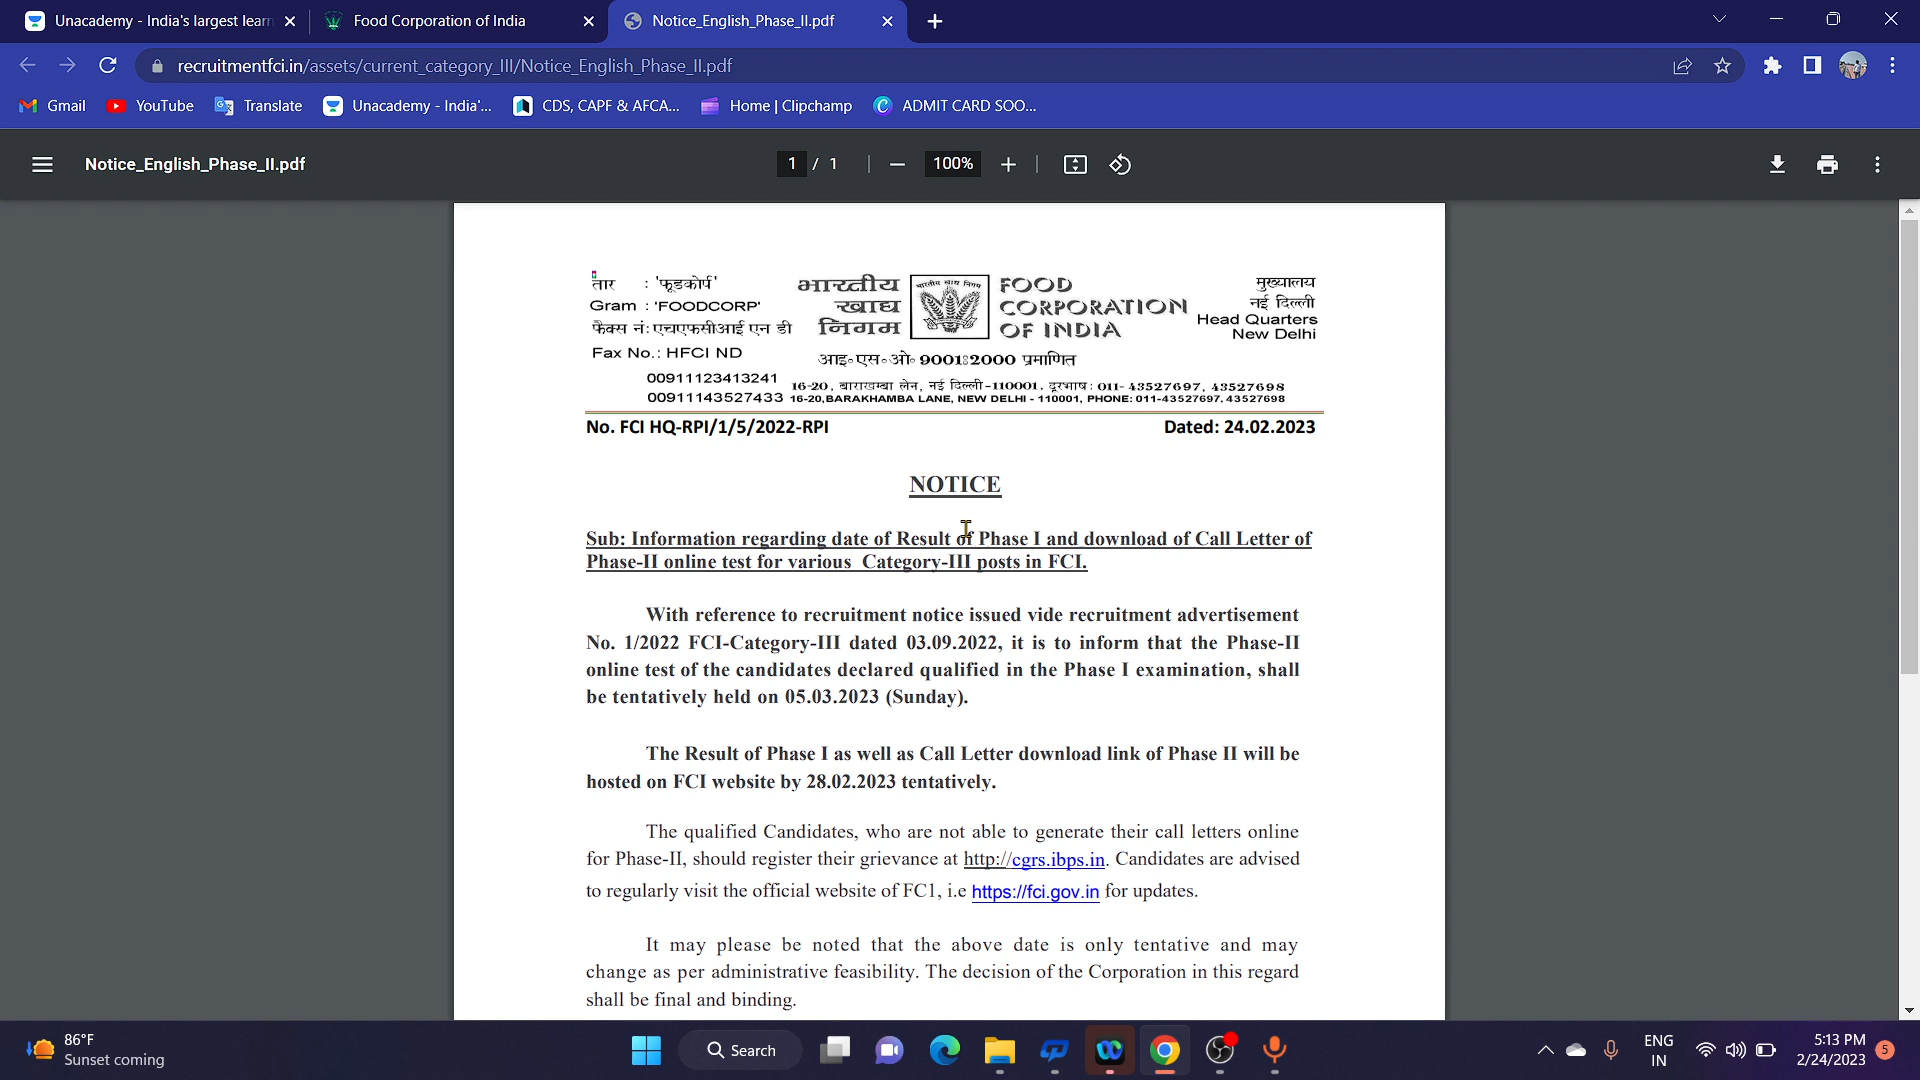 Unacademy - India's largest learn
Food Corporation of India
Notice_English_Phase_II.pdf
recruitmentfci.in/assets/current_category_III/Notice_English_Phase_II.pdf
Gmail
YouTube
Translate
Unacademy - India'...
CDS, CAPF & AFCA...
Home | Clipchamp
ADMIT CARD SOO...
Notice_English_Phase_II.pdf
1 / 1
100%
तार : 'फूडकोर्प'
Gram : 'FOODCORP'
फैक्स नं: एचएफसीआई एन डी
Fax No.: HFCI ND
00911123413241
00911143527433
भारतीय
खाद्य
निगम
भारतीय खाद्य निगम
FOOD
CORPORATION
OF INDIA
मुख्यालय
नई दिल्ली
Head Quarters
New Delhi
आइ॰एस॰ओ॰ 9001:2000 प्रमाणित
16-20, बाराखम्बा लेन, नई दिल्ली-110001, दूरभाष: 011- 43527697, 43527698
16-20,BARAKHAMBA LANE, NEW DELHI - 110001, PHONE: 011-43527697, 43527698
No. FCI HQ-RPI/1/5/2022-RPI Dated: 24.02.2023
NOTICE
Sub: Information regarding date of Result of Phase I and download of Call Letter of
Phase-II online test for various Category-III posts in FCI.
With reference to recruitment notice issued vide recruitment advertisement
No. 1/2022 FCI-Category-III dated 03.09.2022, it is to inform that the Phase-II
online test of the candidates declared qualified in the Phase I examination, shall
be tentatively held on 05.03.2023 (Sunday).
The Result of Phase I as well as Call Letter download link of Phase II will be
hosted on FCI website by 28.02.2023 tentatively.
The qualified Candidates, who are not able to generate their call letters online
for Phase-II, should register their grievance at http://cgrs.ibps.in. Candidates are advised
to regularly visit the official website of FC1, i.e https://fci.gov.in for updates.
It may please be noted that the above date is only tentative and may
change as per administrative feasibility. The decision of the Corporation in this regard
shall be final and binding.
86°F
Sunset coming
Search
ENG
IN
5:13 PM
2/24/2023
5